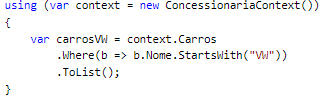 using (var context = new ConcessionariaContext())
{
    var carrosVW = context.Carros
        .Where(b => b.Nome.StartsWith("VW"))
        .ToList();
}